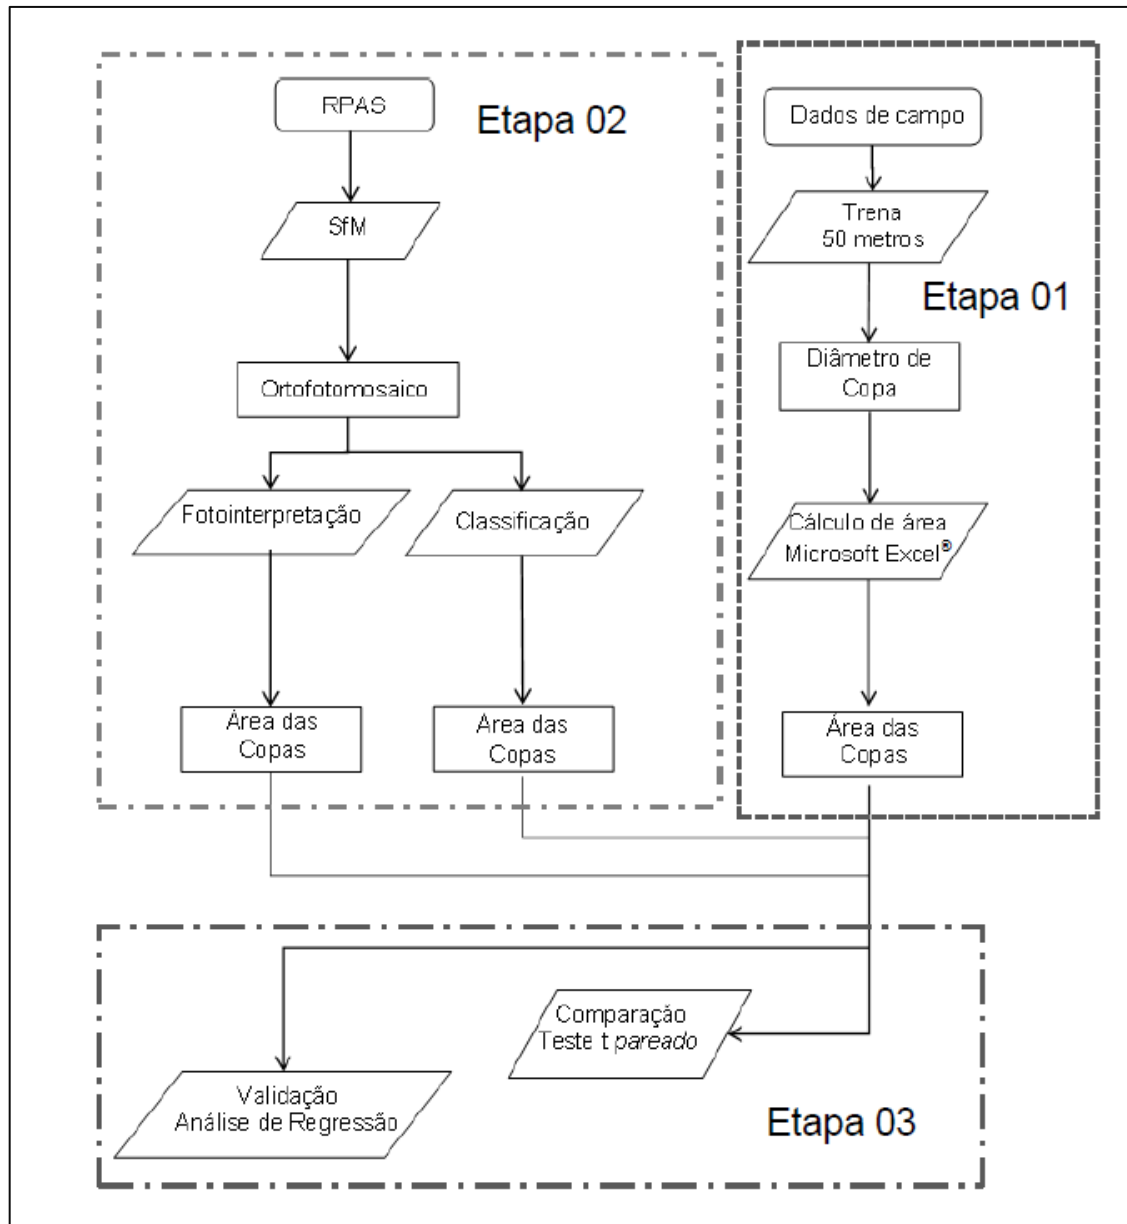 RPAS
Etapa 02
SfM
Ortofotomosaico
Fotointerpretação
Classificação
Área das
Copas
Area das
Copas
Dados de campo
Trena
50 metros
Etapa 01
Diâmetro de
Copa
Cálculo de área
Microsoft Excel®
Área das
Copas
Comparação
Teste t pareado
Validação
Análise de Regressão
Etapa 03